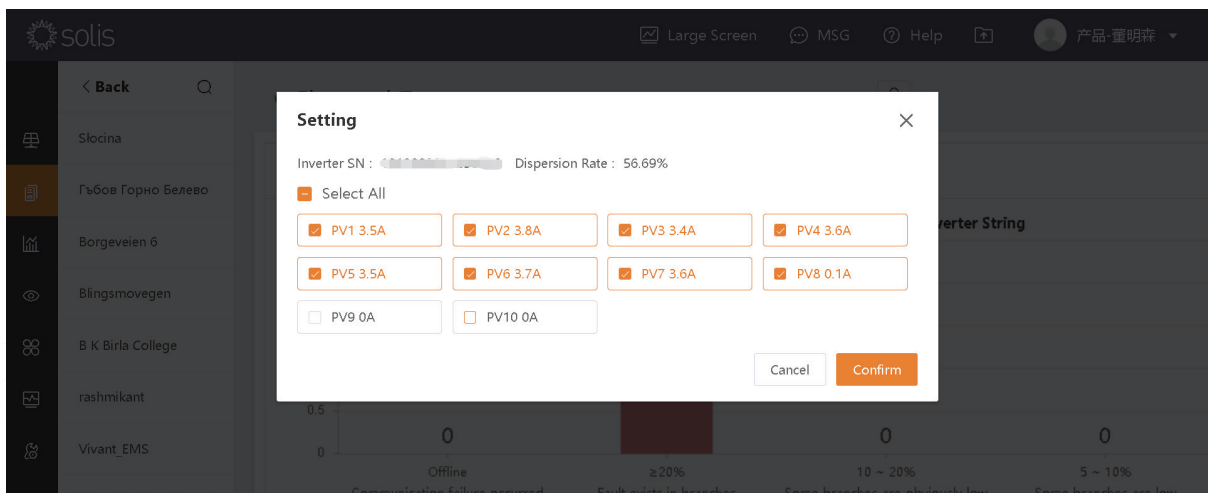 solis
Large Screen
MSG
Help
产品-董明森
< Back
Słocina
Гъбов Горно Белево
Borgeveien 6
Blingsmovegen
B K Birla College
rashmikant
Vivant_EMS
Setting
Inverter SN : Dispersion Rate : 56.69%
Select All
PV1 3.5A
PV2 3.8A
PV3 3.4A
PV4 3.6A
PV5 3.5A
PV6 3.7A
PV7 3.6A
PV8 0.1A
PV9 0A
PV10 0A
Cancel
Confirm
String
0.5
0
0
0
0
Offline
≥20%
10 ~ 20%
5 ~ 10%